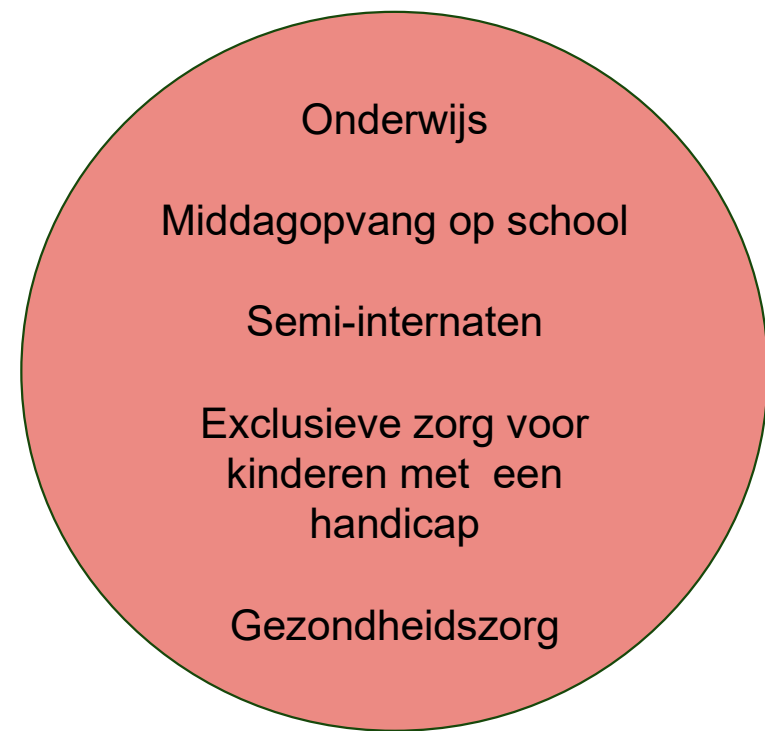 Onderwijs
Middagopvang op school
Semi-internaten
Exclusieve zorg voor
kinderen met  een
handicap
Gezondheidszorg